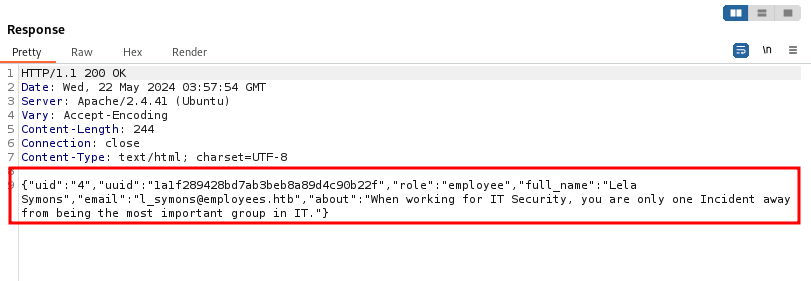 Response
Pretty Raw Hex Render \n
1 HTTP/1.1 200 OK
2 Date: Wed, 22 May 2024 03:57:54 GMT
3 Server: Apache/2.4.41 (Ubuntu)
4 Vary: Accept-Encoding
5 Content-Length: 244
6 Connection: close
7 Content-Type: text/html; charset=UTF-8
8
9 {"uid":"4","uuid":"1a1f289428bd7ab3beb8a89d4c90b22f","role":"employee","full_name":"Lela
Symons","email":"l_symons@employees.htb","about":"When working for IT Security, you are only one Incident away
from being the most important group in IT."}